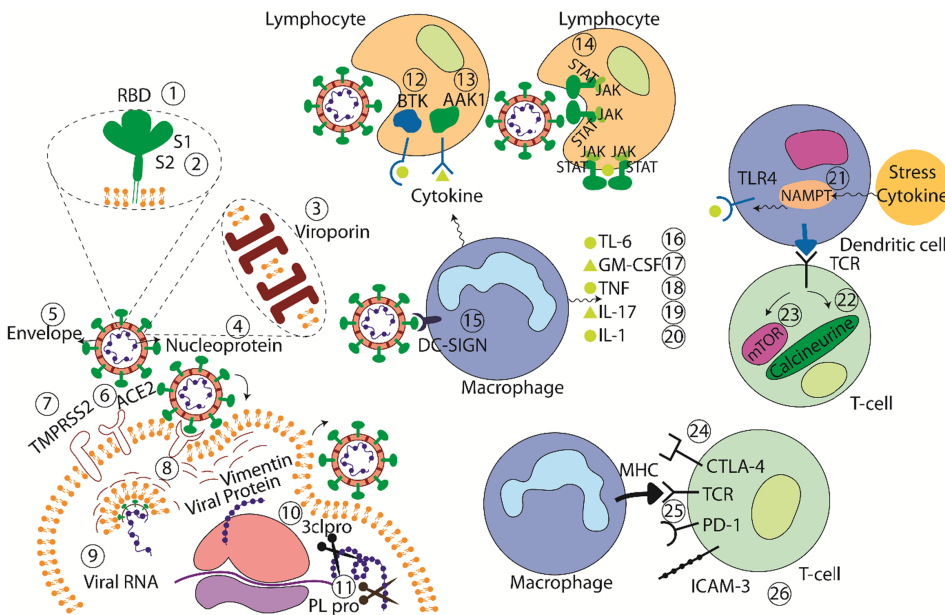 Lymphocyte
Lymphocyte
RBD ①
S1
S2 ②
⑫ ⑬
BTK AAK1
Cytokine
⑭
STAT
JAK
JAK
STAT
JAK JAK
STAT STAT
TLR4
㉑
NAMPT
Stress
Cytokine
Dendritic cell
TCR
㉒
㉓
mTOR
Calcineurine
T-cell
③
Viroporin
⑤
Envelope
④
Nucleoprotein
DC-SIGN
⑮
Macrophage
TL-6 ⑯
GM-CSF ⑰
TNF ⑱
IL-17 ⑲
IL-1 ⑳
⑦
TMPRSS2
⑥
ACE2
⑧
Vimentin
Viral Protein
⑨
Viral RNA
⑩
3clpro
⑪
PL pro
Macrophage
MHC
㉔
CTLA-4
TCR
㉕
PD-1
ICAM-3
T-cell
㉖